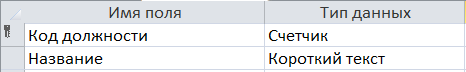 Имя поля Тип данных
Код должности Счетчик
Название Короткий текст